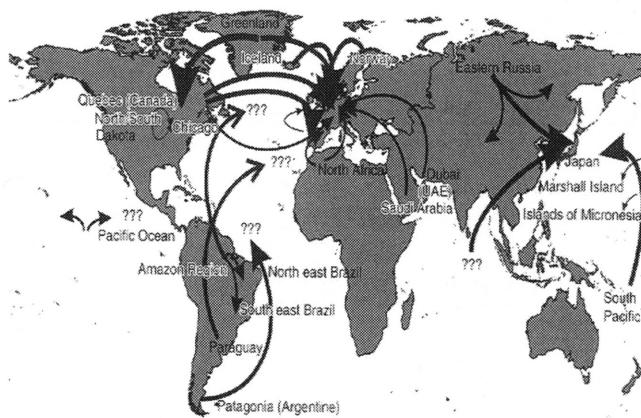 Greenland
Iceland
Norway
Eastern Russia
Quebec (Canada)
North/South
Dakota
Chicago
???
???
North Africa
Dubai
(UAE)
Saudi Arabia
Japan
Marshall Island
Islands of Micronesia
???
Pacific Ocean
???
???
Amazon Region
North east Brazil
South east Brazil
South
Pacific
Paraguay
Patagonia (Argentine)